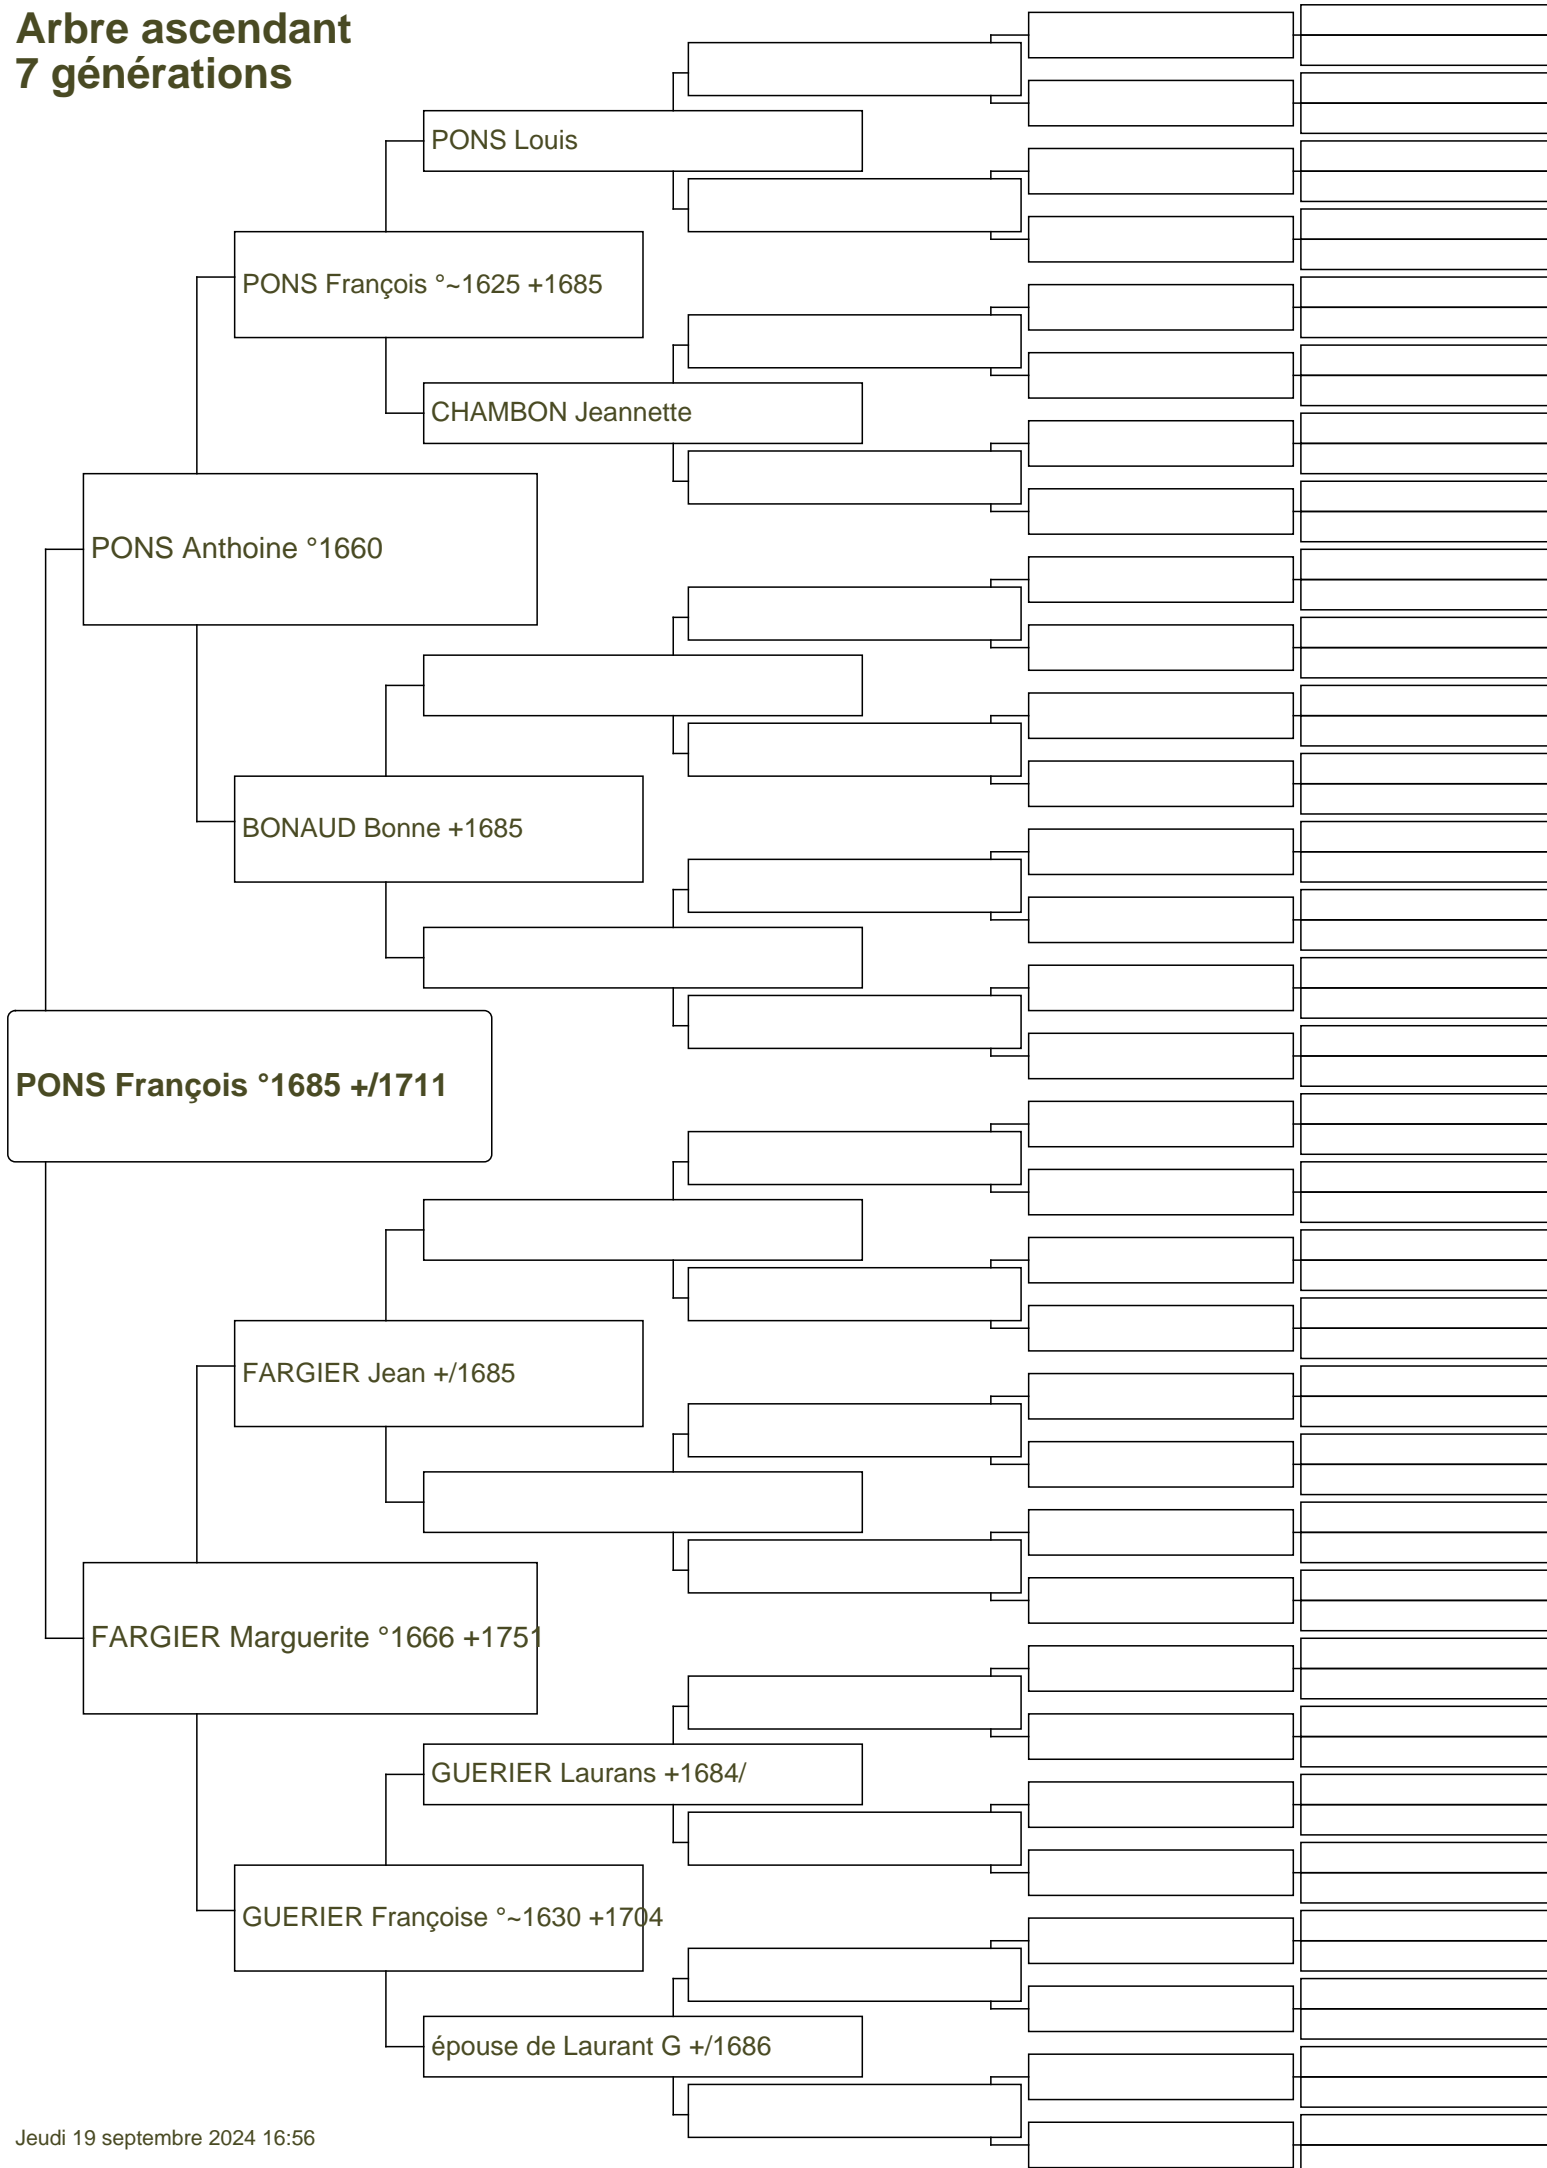 Arbre ascendant
7 générations
PONS Louis
PONS François °~1625 +1685
CHAMBON Jeannette
PONS Anthoine °1660
BONAUD Bonne +1685
PONS François °1685 +/1711
FARGIER Jean +/1685
FARGIER Marguerite °1666 +1751
GUERIER Laurans +1684/
GUERIER Françoise °~1630 +1704
épouse de Laurant G +/1686
Jeudi 19 septembre 2024 16:56